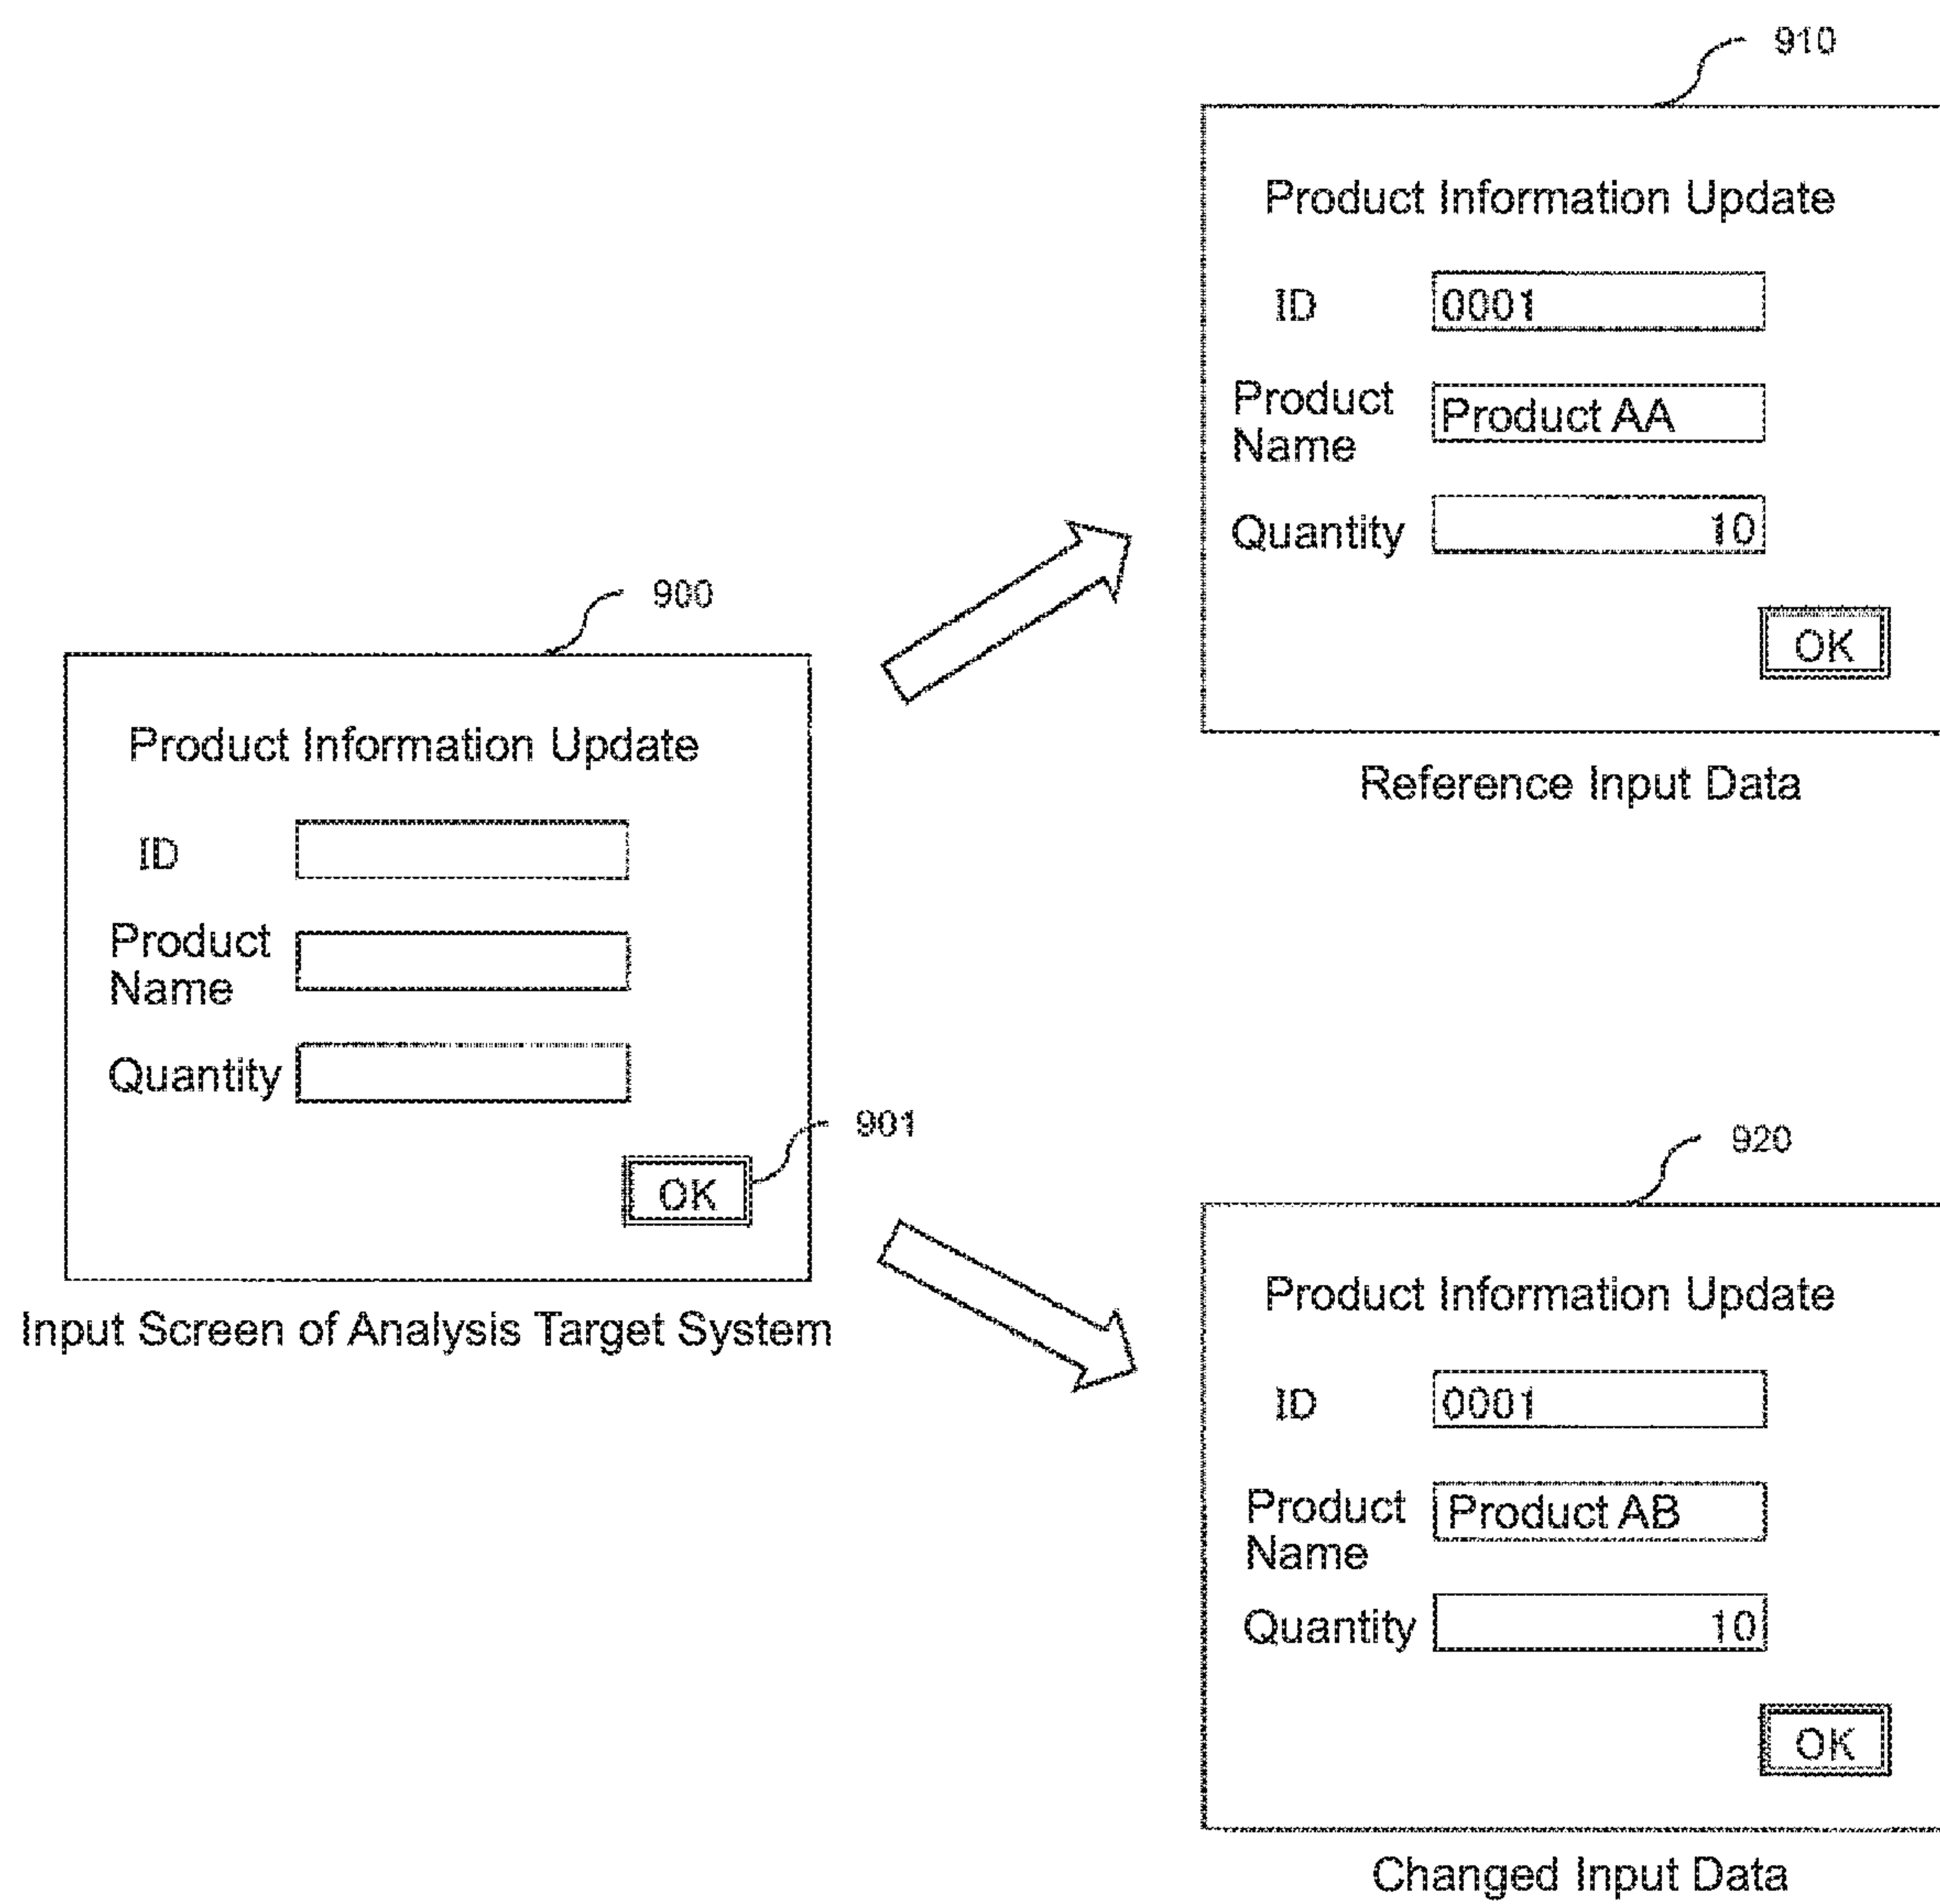 910
Product Information Update
ID 0001
Product
Name
Product AA
Quantity 10
OK
Reference Input Data
900
Product Information Update
ID
Product
Name
Quantity
901
OK
Input Screen of Analysis Target System
920
Product Information Update
ID 0001
Product
Name
Product AB
Quantity 10
OK
Changed Input Data